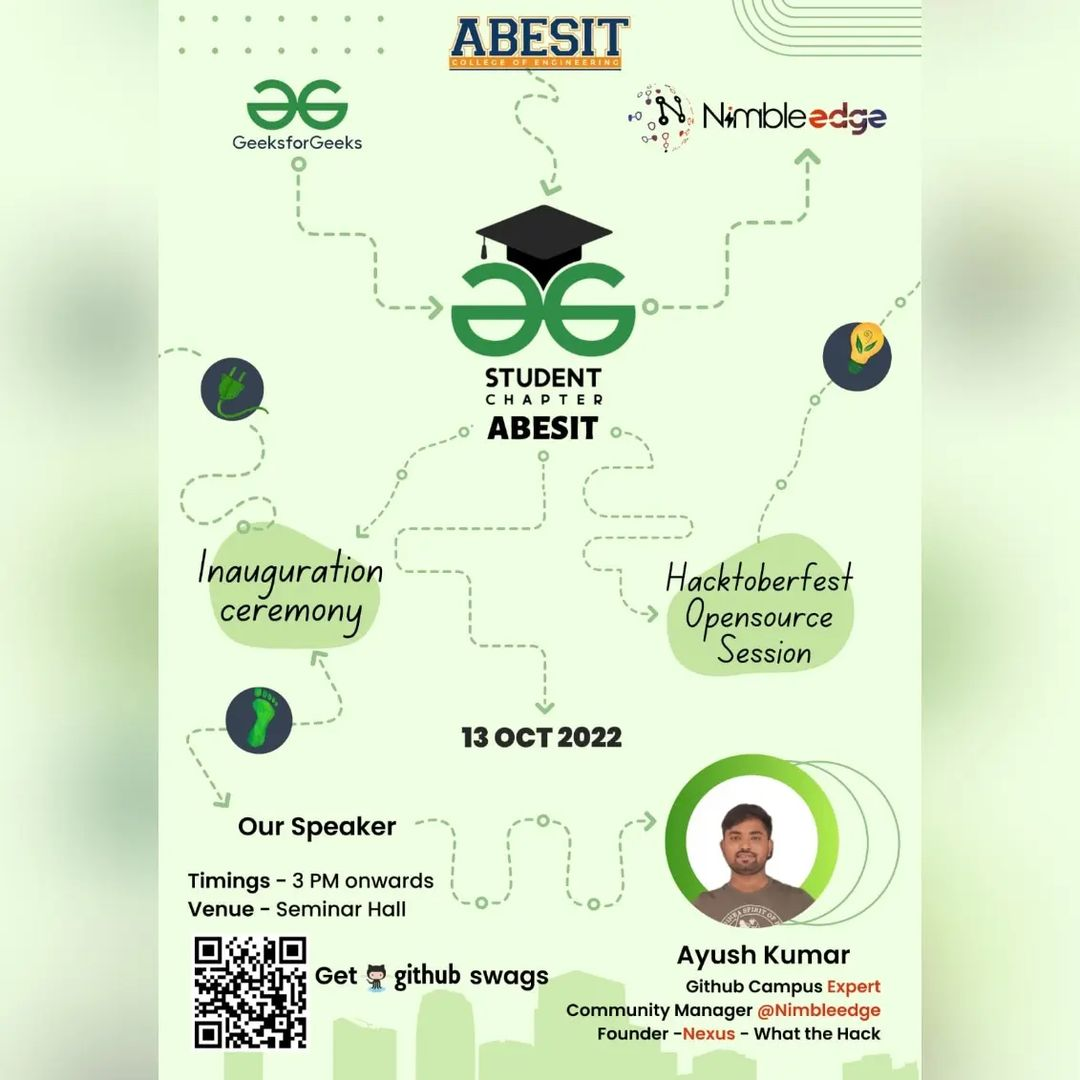 ABESIT
COLLEGE OF ENGINEERING
GeeksforGeeks
Nimbleedge
STUDENT
CHAPTER
ABESIT
Inauguration
ceremony
Hacktoberfest
Opensource
Session
13 OCT 2022
Our Speaker
Timings - 3 PM onwards
Venue - Seminar Hall
Get github swags
Ayush Kumar
Github Campus Expert
Community Manager @Nimbleedge
Founder -Nexus - What the Hack